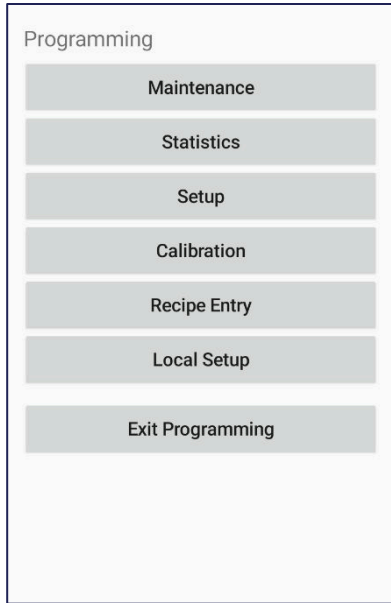 Programming
Maintenance
Statistics
Setup
Calibration
Recipe Entry
Local Setup
Exit Programming